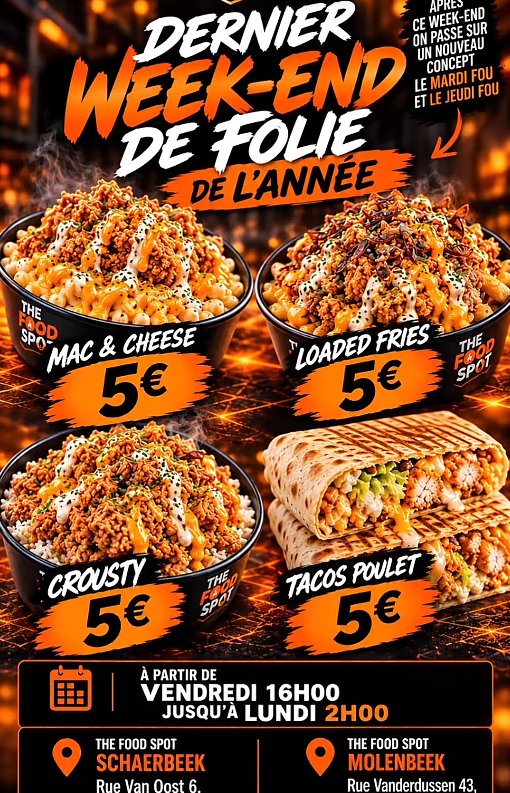 DERNIER
WEEK-END
DE FOLIE
DE L'ANNÉE
APRÈS
CE WEEK-END
ON PASSE SUR
UN NOUVEAU
CONCEPT
LE MARDI FOU
ET LE JEUDI FOU
THE
FOOD
SPOT
MAC & CHEESE
5€
LOADED FRIES
5€
THE
FOOD
SPOT
CROUSTY
5€
THE
FOOD
SPOT
TACOS POULET
5€
À PARTIR DE
VENDREDI 16H00
JUSQU'À LUNDI 2H00
THE FOOD SPOT
SCHAERBEEK
Rue Van Oost 6,
THE FOOD SPOT
MOLENBEEK
Rue Vanderdussen 43,